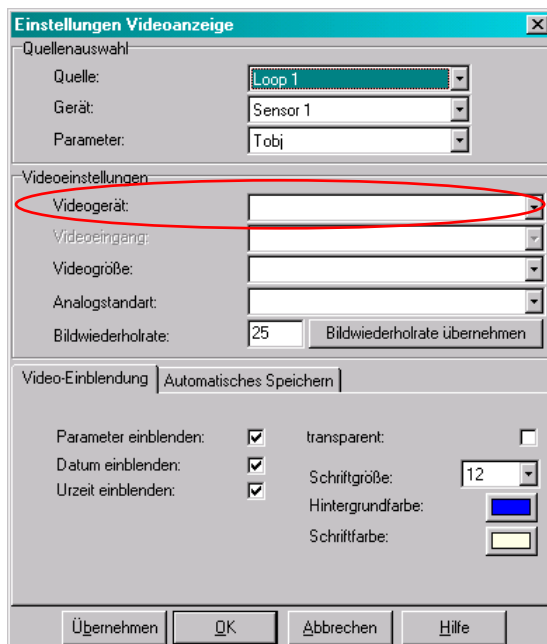 Einstellungen Videoanzeige
Quellenauswahl
Quelle: Loop 1
Gerät: Sensor 1
Parameter: Tobj
Videoeinstellungen
Videogerät:
Videoeingang:
Videogröße:
Analogstandart:
Bildwiederholrate: 25 Bildwiederholrate übernehmen
Video-Einblendung Automatisches Speichern
Parameter einblenden: transparent:
Datum einblenden: Schriftgröße: 12
Urzeit einblenden:
Hintergrundfarbe:
Schriftfarbe:
Übernehmen OK Abbrechen Hilfe